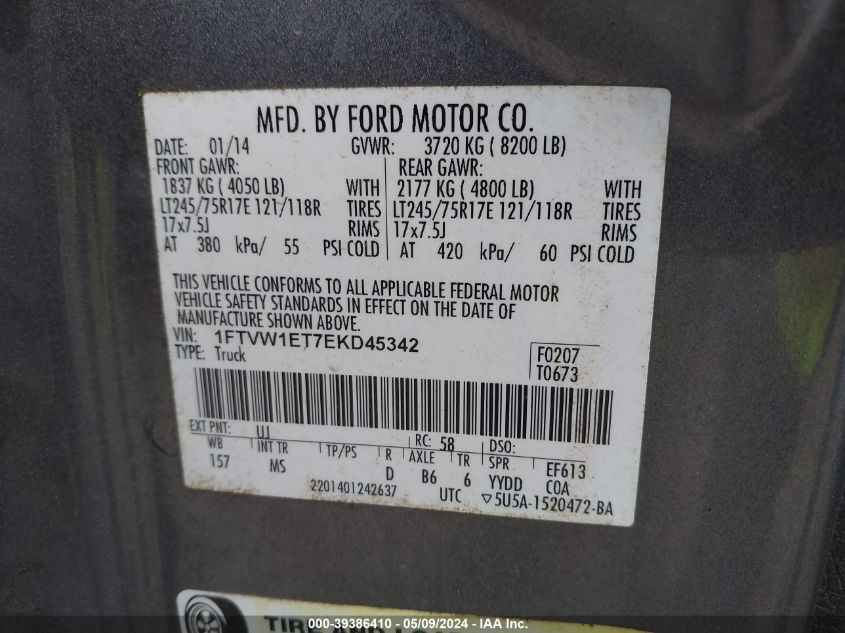 MFD. BY FORD MOTOR CO.
DATE: 01/14 GVWR: 3720 KG ( 8200 LB)
FRONT GAWR: REAR GAWR:
1837 KG ( 4050 LB) WITH 2177 KG ( 4800 LB) WITH
LT245/75R17E 121/118R TIRES LT245/75R17E 121/118R TIRES
17x7.5J RIMS 17x7.5J RIMS
AT 380 kPa/ 55 PSI COLD AT 420 kPa/ 60 PSI COLD
THIS VEHICLE CONFORMS TO ALL APPLICABLE FEDERAL MOTOR
VEHICLE SAFETY STANDARDS IN EFFECT ON THE DATE OF
MANUFACTURE SHOWN ABOVE.
VIN: 1FTVW1ET7EKD45342
TYPE: Truck
F0207
T0673
EXT PNT: UJ RC: 58 DSO:
WB INT TR TP/PS R AXLE TR SPR EF613
157 MS D B6 6 YYDD COA
2201401242637 UTC ▽5U5A-1520472-BA
TIRE AND
000-39386410 - 05/09/2024 - www.iaai.com